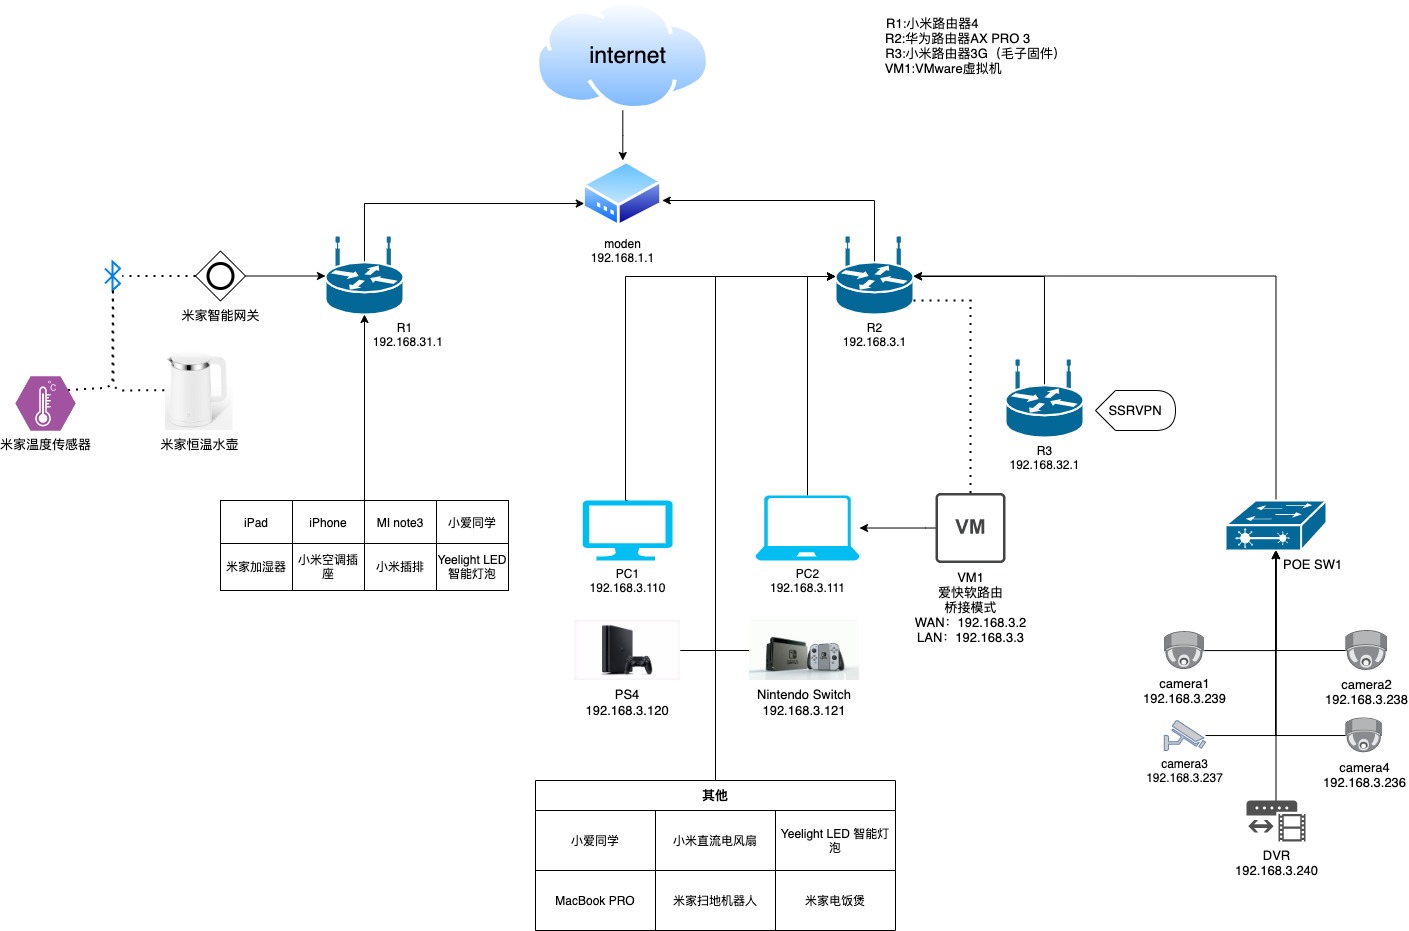 internet
R1:小米路由器4
R2:华为路由器AX PRO 3
R3:小米路由器3G（毛子固件）
VM1:VMware虚拟机
moden
192.168.1.1
米家智能网关
R1
192.168.31.1
R2
192.168.3.1
℃
米家温度传感器
米家恒温水壶
SSRVPN
R3
192.168.32.1
iPad
iPhone
MI note3
小爱同学
米家加湿器
小米空调插
座
小米插排
Yeelight LED
智能灯泡
PC1
192.168.3.110
PC2
192.168.3.111
VM
VM1
爱快软路由
桥接模式
WAN：192.168.3.2
LAN：192.168.3.3
POE SW1
PS4
192.168.3.120
Nintendo Switch
192.168.3.121
camera1
192.168.3.239
camera2
192.168.3.238
camera3
192.168.3.237
camera4
192.168.3.236
DVR
192.168.3.240
其他
小爱同学
小米直流电风扇
Yeelight LED 智能灯
泡
MacBook PRO
米家扫地机器人
米家电饭煲